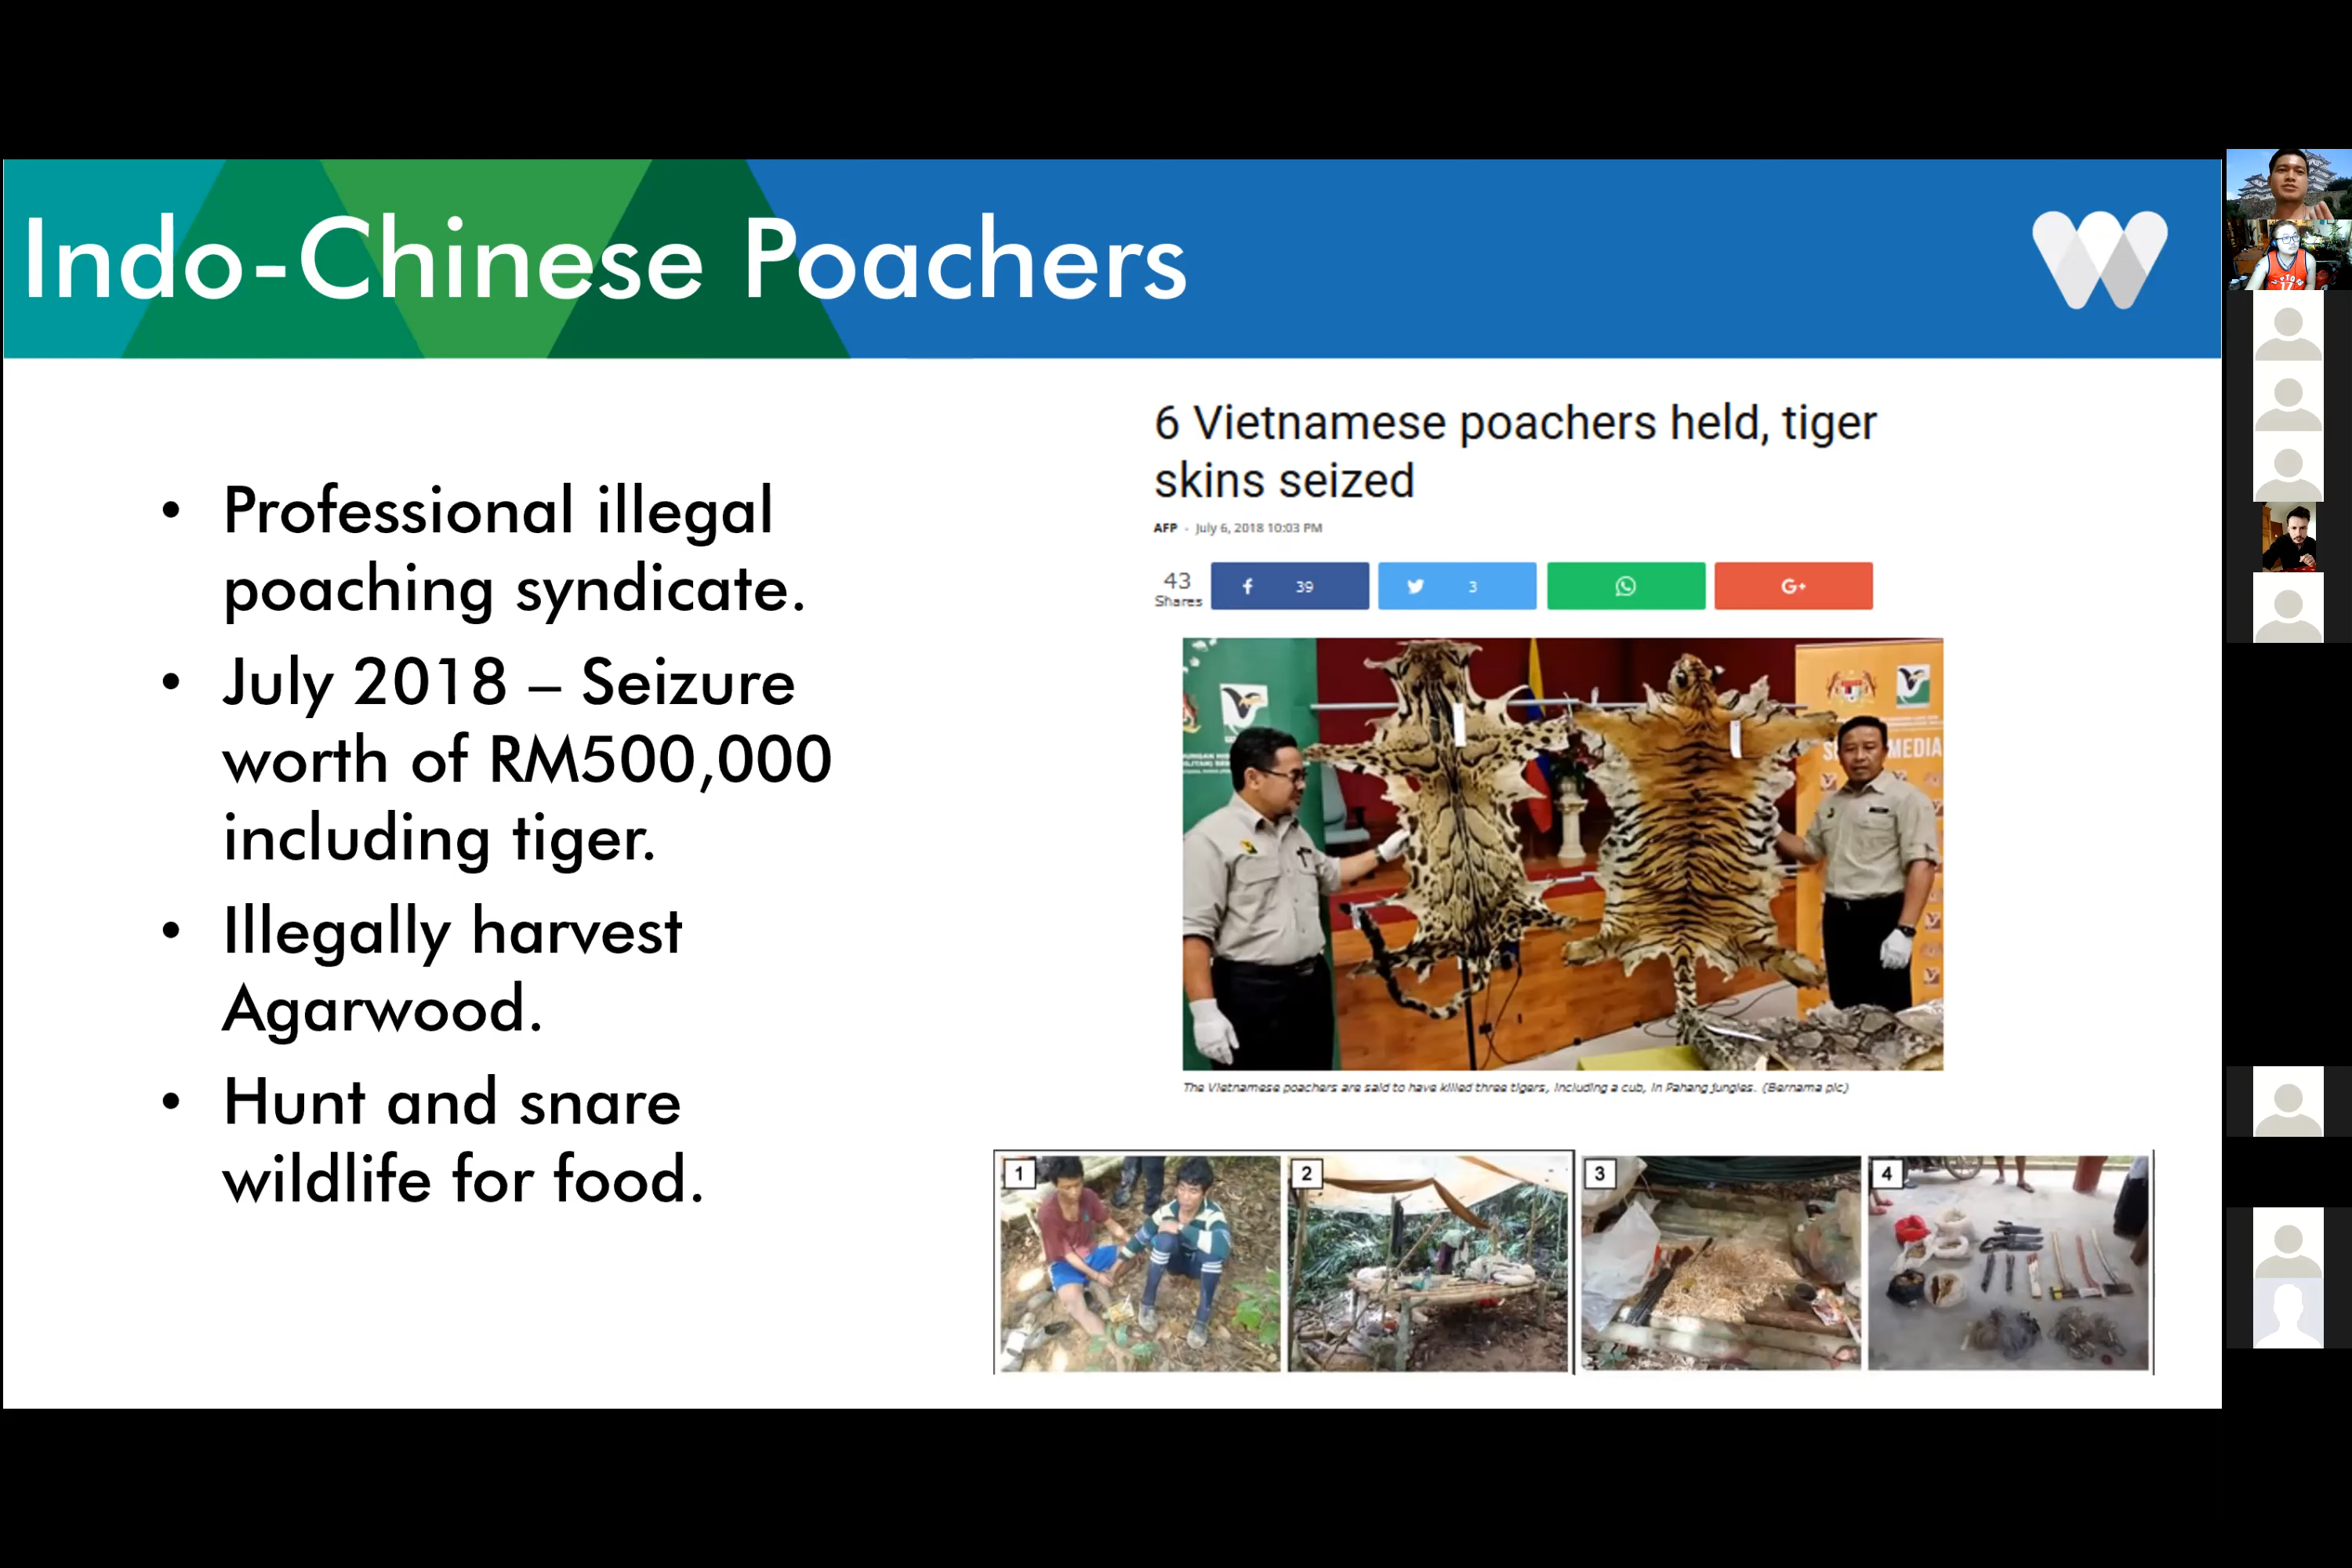 Indo-Chinese Poachers
• Professional illegal
poaching syndicate.
• July 2018 – Seizure
worth of RM500,000
including tiger.
• Illegally harvest
Agarwood.
• Hunt and snare
wildlife for food.
6 Vietnamese poachers held, tiger
skins seized
AFP - July 6, 2018 10:03 PM
43
Shares
39
3
G+
MEDIA
The Vietnamese poachers are said to have killed three tigers, including a cub, in Pahang jungles. (Bernama pic)
1
2
3
4